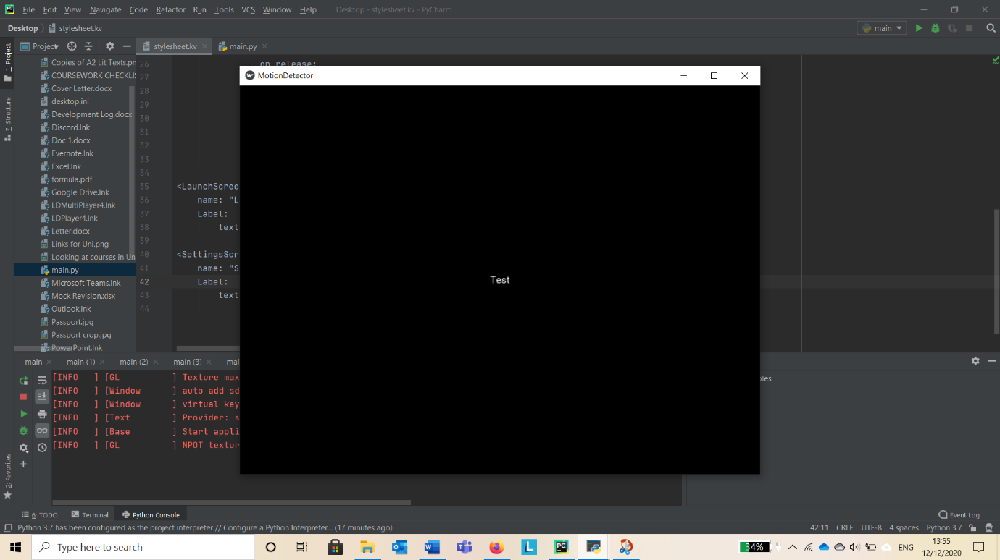 PC File Edit View Navigate Code Refactor Run Tools VCS Window Help Desktop - stylesheet.kv - PyCharm
Desktop stylesheet.kv main
1: Project
7: Structure
2: Favorites
Project stylesheet.kv main.py
Copies of A2 Lit Texts.pn
COURSEWORK CHECKLIS
Cover Letter.docx
desktop.ini
Development Log.docx
Discord.lnk
Doc 1.docx
Evernote.lnk
Excel.lnk
formula.pdf
Google Drive.lnk
LDMultiPlayer4.lnk
LDPlayer4.lnk
Letter.docx
Links for Uni.png
Looking at courses in Un
main.py
Microsoft Teams.lnk
Mock Revision.xlsx
Outlook.lnk
Passport.jpg
Passport crop.jpg
PowerPoint.lnk
26 on_release:
27
28
29
30
31
32
33
34
35 <LaunchScree
36 name: "L
37 Label:
38 text
39
40 <SettingsScr
41 name: "S
42 Label:
43 text
44
MotionDetector
Test
main main (1) main (2) main (3) mai
[INFO ] [GL ] Texture max
[INFO ] [Window ] auto add sd
[INFO ] [Window ] virtual key
[INFO ] [Text ] Provider: s
[INFO ] [Base ] Start appli
[INFO ] [GL ] NPOT textur
bles
6: TODO Terminal Python Console Event Log
Python 3.7 has been configured as the project interpreter // Configure a Python Interpreter... (17 minutes ago) 42:11 CRLF UTF-8 4 spaces Python 3.7
Type here to search 34% ENG 13:55
12/12/2020